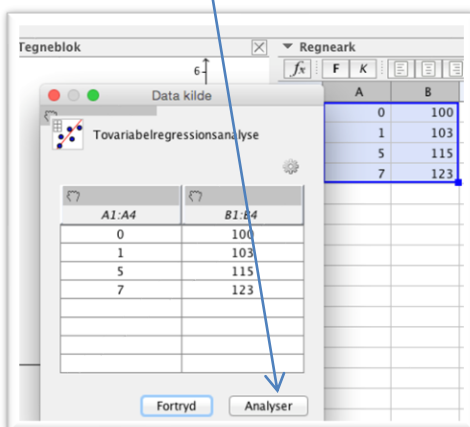 Tegneblok
Regneark
6
fx F K
Data kilde
Tovariabelregressionsanalyse
A1:A4 B1:B4
0 100
1 103
5 115
7 123
Fortryd Analyser
A B
0 100
1 103
5 115
7 123